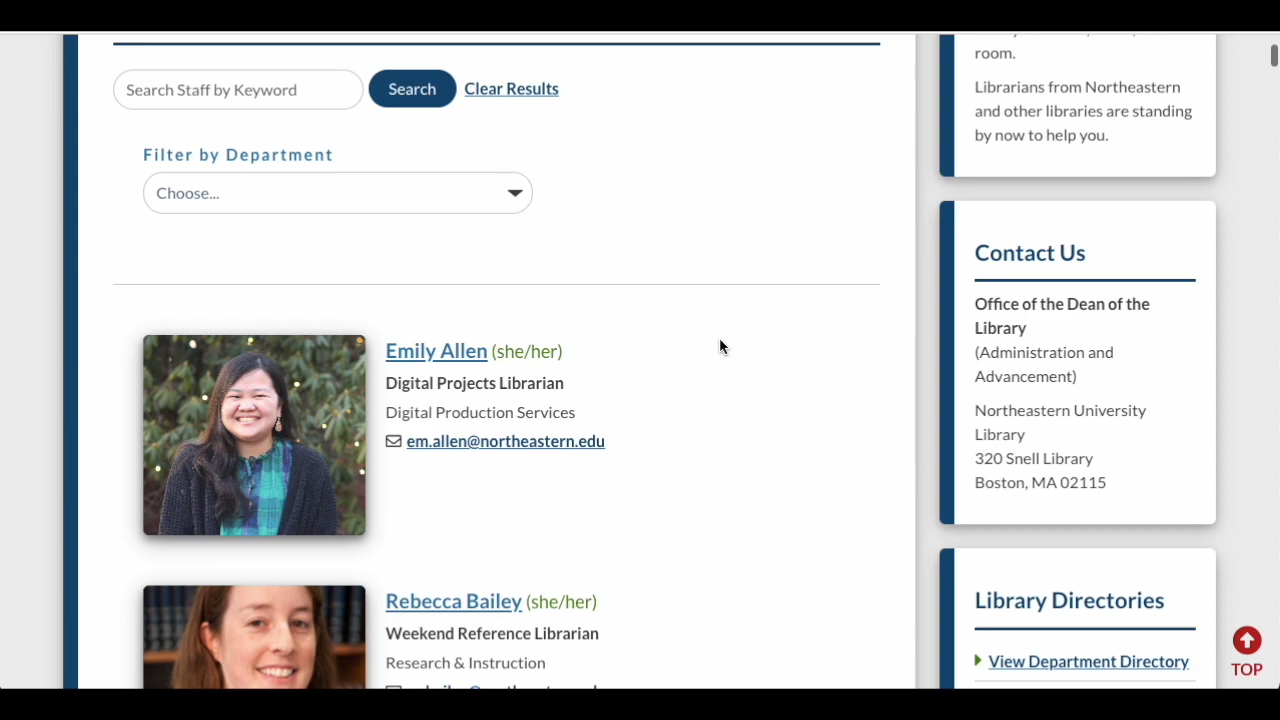 Search Staff by Keyword
Search
Clear Results
Filter by Department
Choose...
Emily Allen (she/her)
Digital Projects Librarian
Digital Production Services
em.allen@northeastern.edu
Rebecca Bailey (she/her)
Weekend Reference Librarian
Research & Instruction
room.
Librarians from Northeastern
and other libraries are standing
by now to help you.
Contact Us
Office of the Dean of the
Library
(Administration and
Advancement)
Northeastern University
Library
320 Snell Library
Boston, MA 02115
Library Directories
View Department Directory
TOP